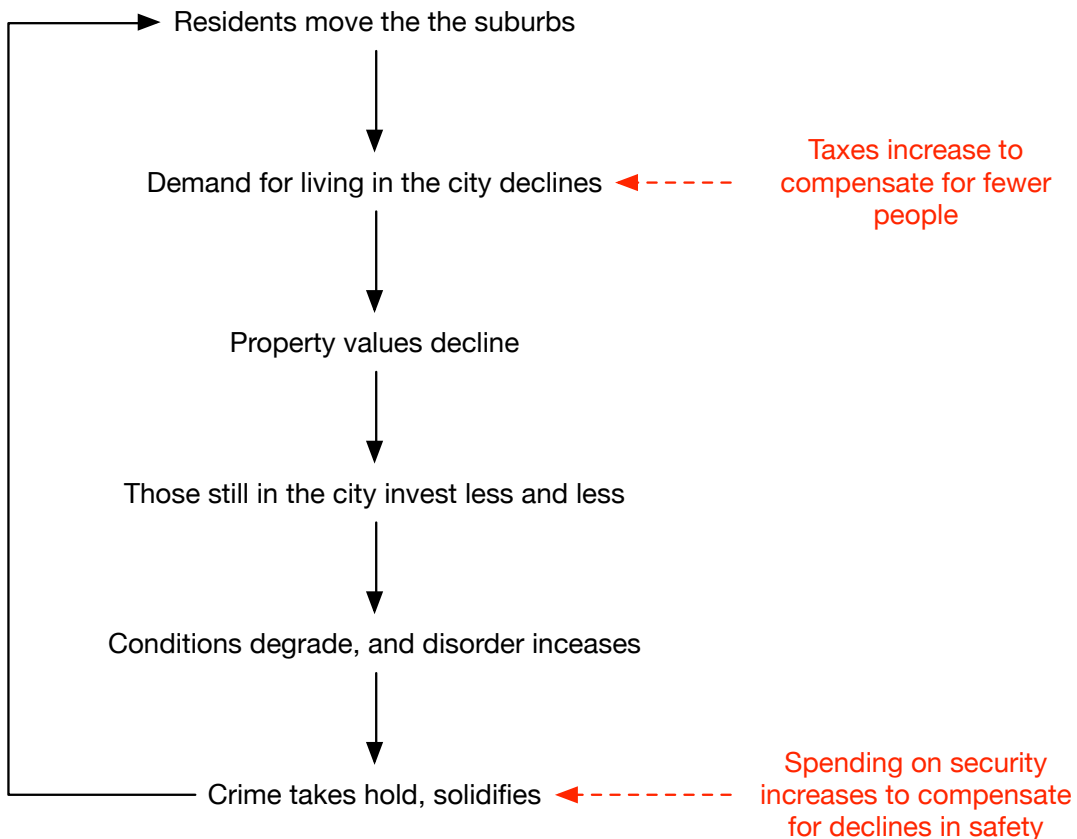 Residents move the the suburbs
Demand for living in the city declines
Taxes increase to
compensate for fewer
people
Property values decline
Those still in the city invest less and less
Conditions degrade, and disorder inceases
Crime takes hold, solidifies
Spending on security
increases to compensate
for declines in safety